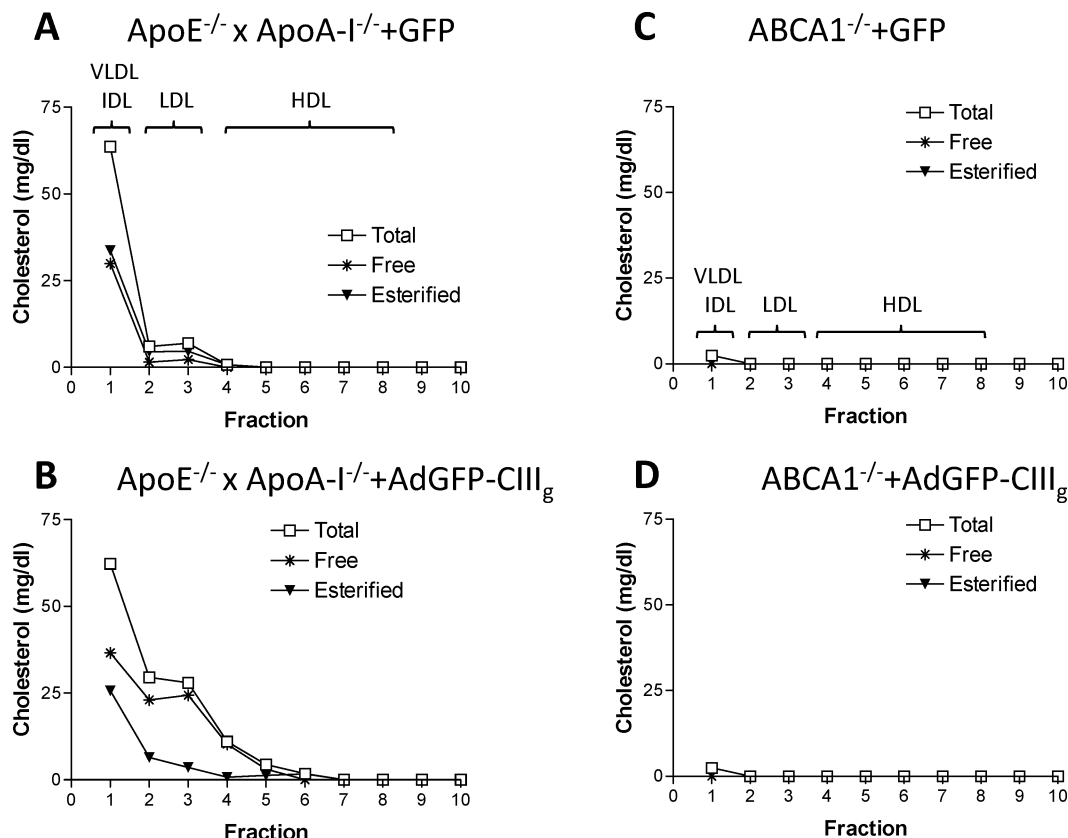 A
ApoE-/- x ApoA-I-/-+GFP
VLDL
IDL
LDL
HDL
75
50
25
0
Cholesterol (mg/dl)
Total
Free
Esterified
0 1 2 3 4 5 6 7 8 9 10
Fraction
C
ABCA1-/-+GFP
75
50
25
0
Cholesterol (mg/dl)
Total
Free
Esterified
VLDL
IDL
LDL
HDL
0 1 2 3 4 5 6 7 8 9 10
Fraction
B
ApoE-/- x ApoA-I-/-+AdGFP-CIIIg
75
50
25
0
Cholesterol (mg/dl)
Total
Free
Esterified
0 1 2 3 4 5 6 7 8 9 10
Fraction
D
ABCA1-/-+AdGFP-CIIIg
75
50
25
0
Cholesterol (mg/dl)
Total
Free
Esterified
0 1 2 3 4 5 6 7 8 9 10
Fraction